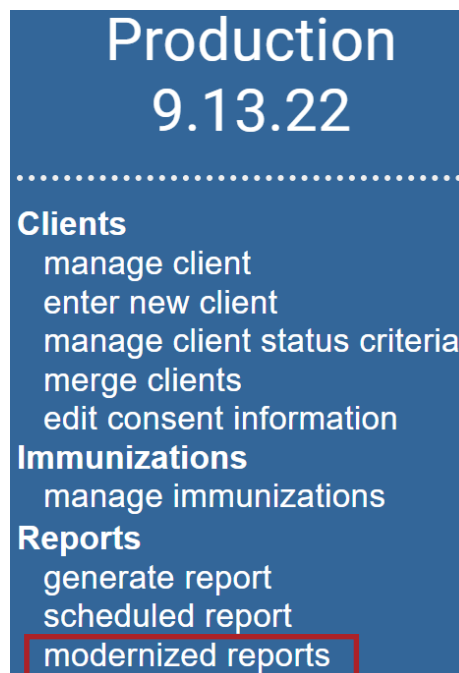 Production
9.13.22
Clients
manage client
enter new client
manage client status criteria
merge clients
edit consent information
Immunizations
manage immunizations
Reports
generate report
scheduled report
modernized reports